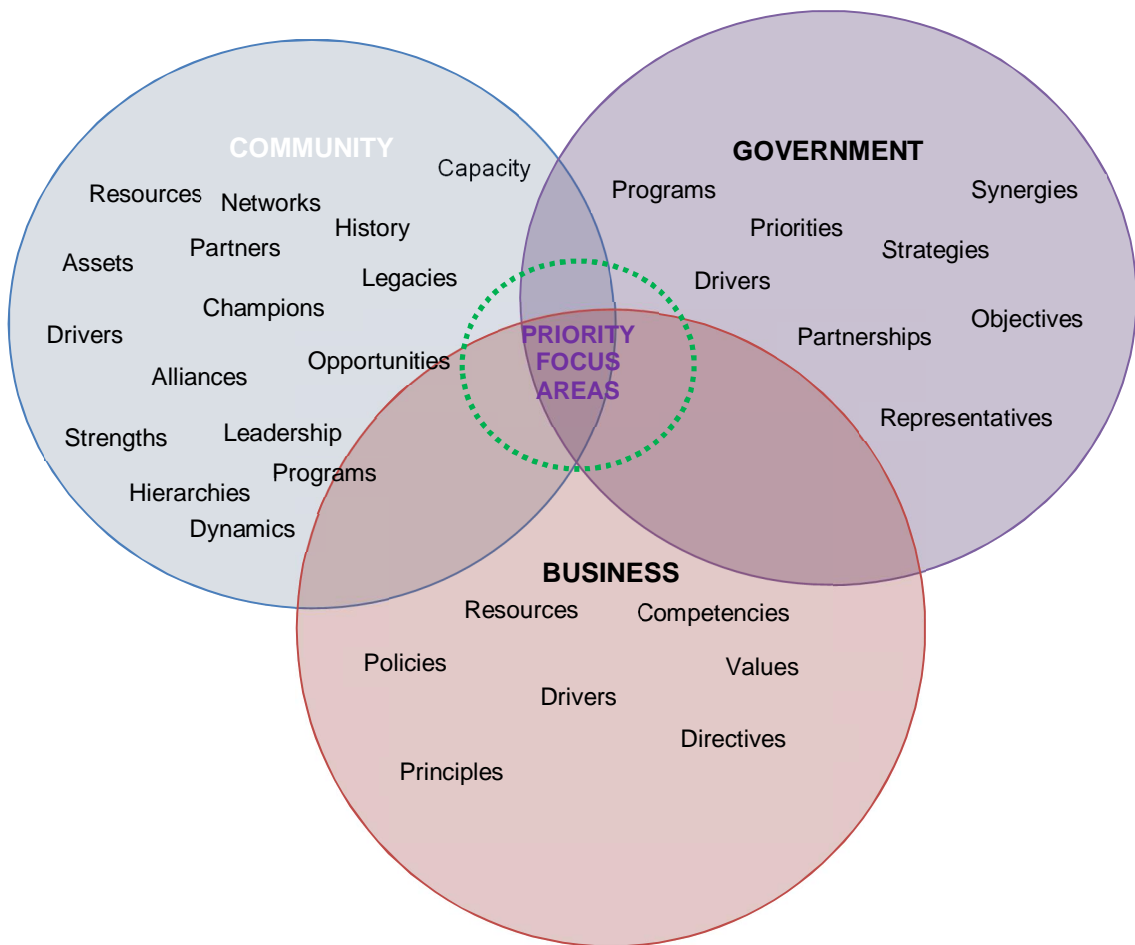 COMMUNITY
Capacity
Resources
Networks
History
Partners
Assets
Legacies
Champions
Drivers
Opportunities
Alliances
Strengths
Leadership
Programs
Hierarchies
Dynamics
GOVERNMENT
Programs
Synergies
Priorities
Strategies
Drivers
Objectives
Partnerships
Representatives
PRIORITY
FOCUS
AREAS
BUSINESS
Resources
Competencies
Policies
Values
Drivers
Directives
Principles